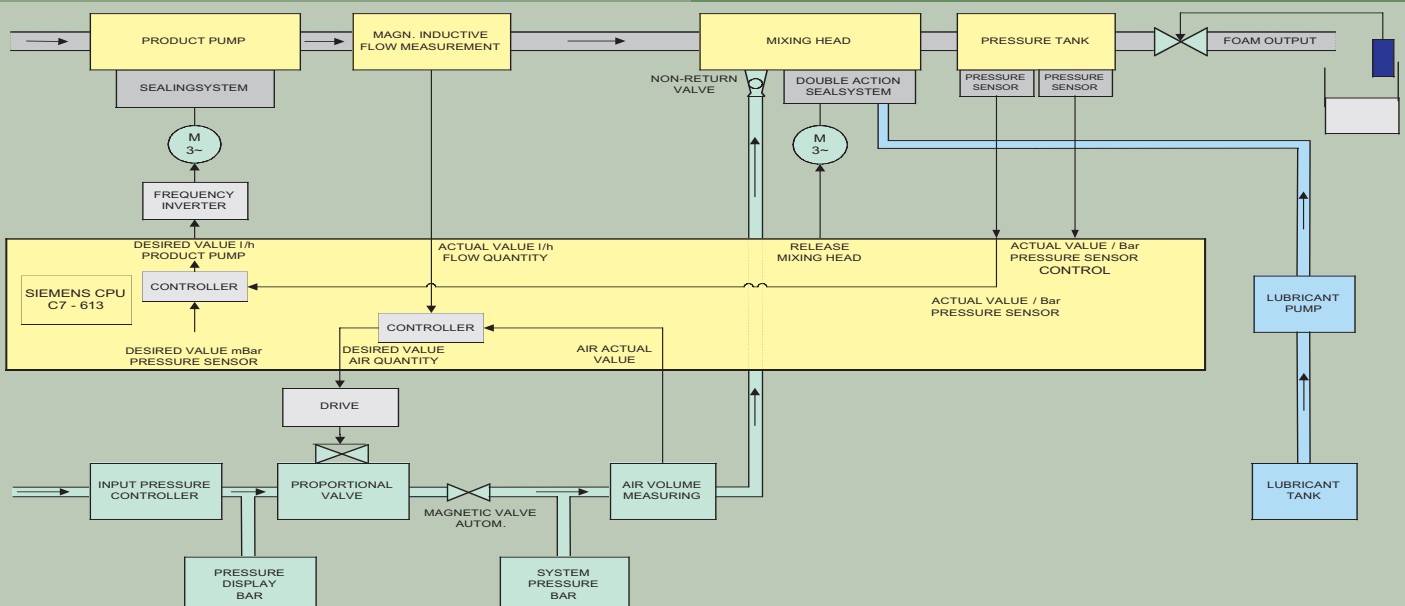 PRODUCT PUMP
MAGN. INDUCTIVE
FLOW MEASUREMENT
MIXING HEAD
PRESSURE TANK
FOAM OUTPUT
SEALINGSYSTEM
NON-RETURN
VALVE
DOUBLE ACTION
SEALSYSTEM
PRESSURE
SENSOR
PRESSURE
SENSOR
M
3~
M
3~
FREQUENCY
INVERTER
DESIRED VALUE l/h
PRODUCT PUMP
ACTUAL VALUE l/h
FLOW QUANTITY
RELEASE
MIXING HEAD
ACTUAL VALUE / Bar
PRESSURE SENSOR
CONTROL
SIEMENS CPU
C7 - 613
CONTROLLER
ACTUAL VALUE / Bar
PRESSURE SENSOR
LUBRICANT
PUMP
CONTROLLER
DESIRED VALUE mBar
PRESSURE SENSOR
DESIRED VALUE
AIR QUANTITY
AIR ACTUAL
VALUE
DRIVE
INPUT PRESSURE
CONTROLLER
PROPORTIONAL
VALVE
MAGNETIC VALVE
AUTOM.
AIR VOLUME
MEASURING
LUBRICANT
TANK
PRESSURE
DISPLAY
BAR
SYSTEM
PRESSURE
BAR